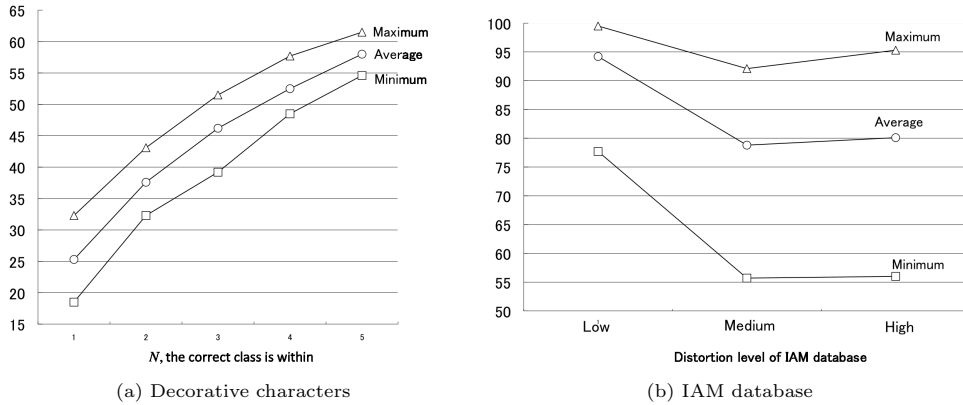 65
60
55
50
45
40
35
30
25
20
15
Maximum
Average
Minimum
1 2 3 4 5
N, the correct class is within
(a) Decorative characters
100
95
90
85
80
75
70
65
60
55
50
Maximum
Average
Minimum
Low Medium High
Distortion level of IAM database
(b) IAM database